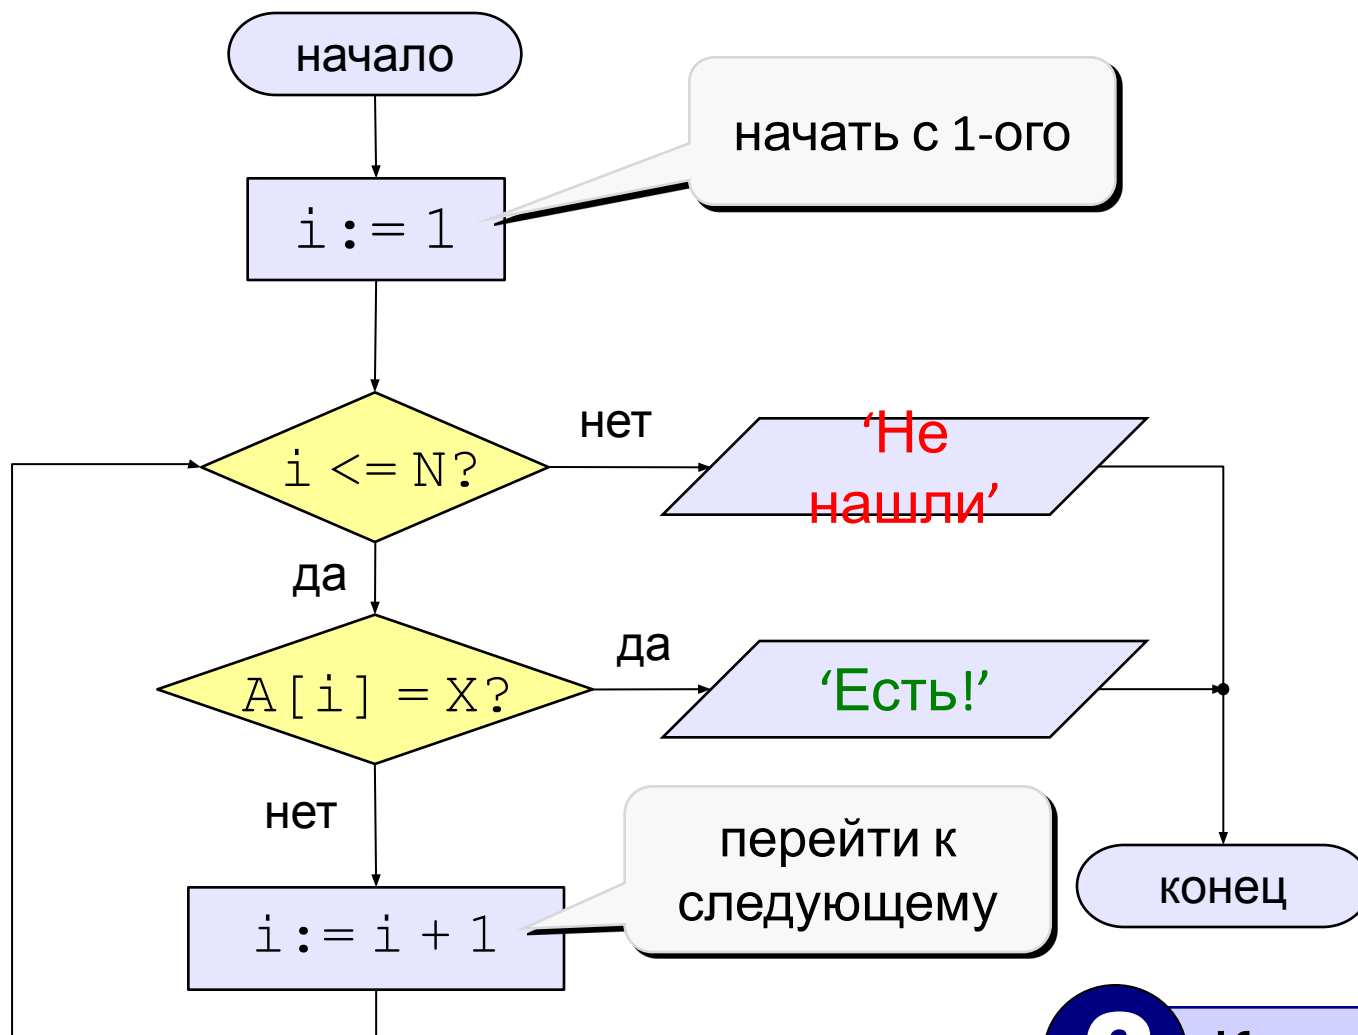 начало
начать с 1-ого
i := 1
i <= N?
нет
‘Не
нашли’
да
A[i] = X?
да
‘Есть!’
нет
перейти к
следующему
i := i + 1
конец